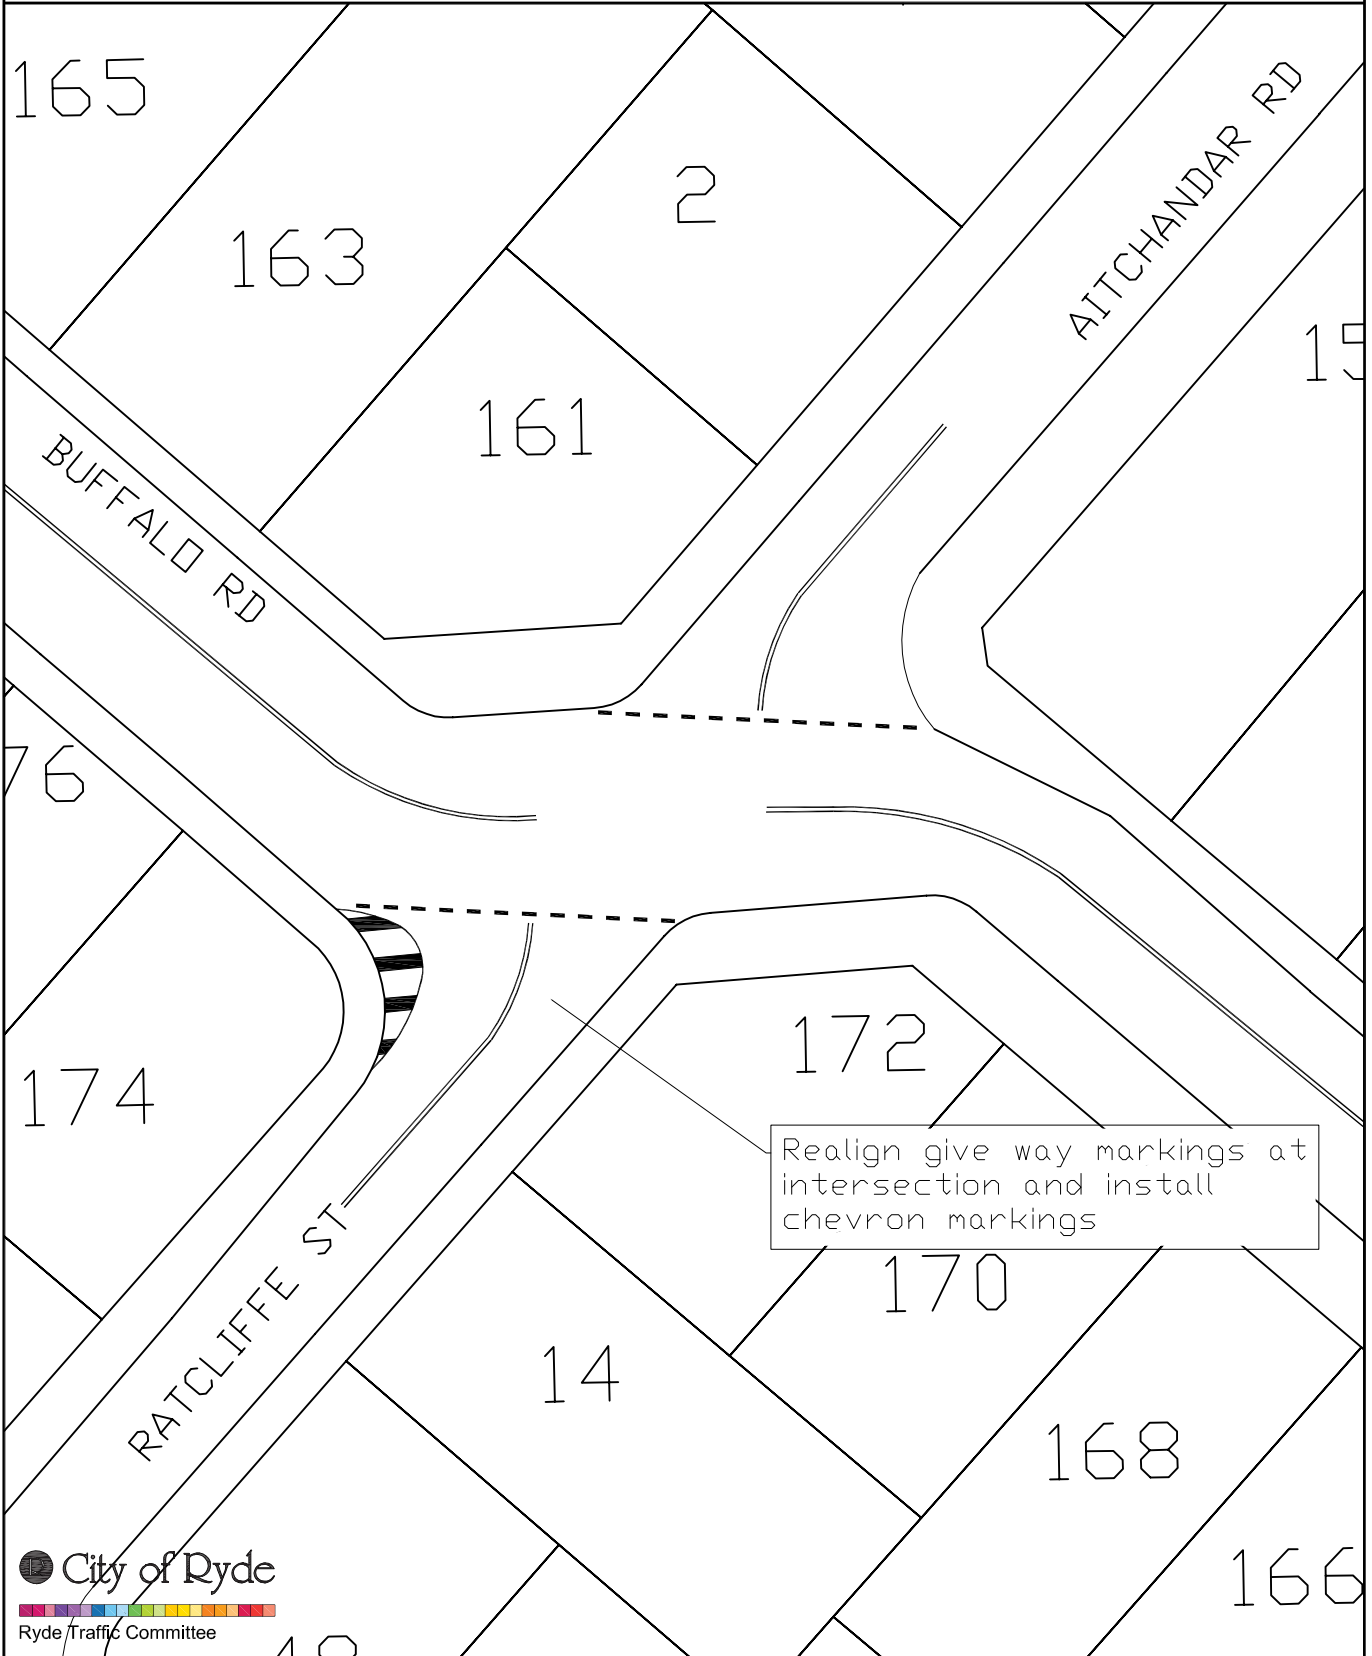 165
2
AITCHANDAR RD
163
15
161
BUFFALO RD
76
172
174
Realign give way markings at
intersection and install
chevron markings
170
RATCLIFFE ST
14
168
166
City of Ryde
Ryde Traffic Committee